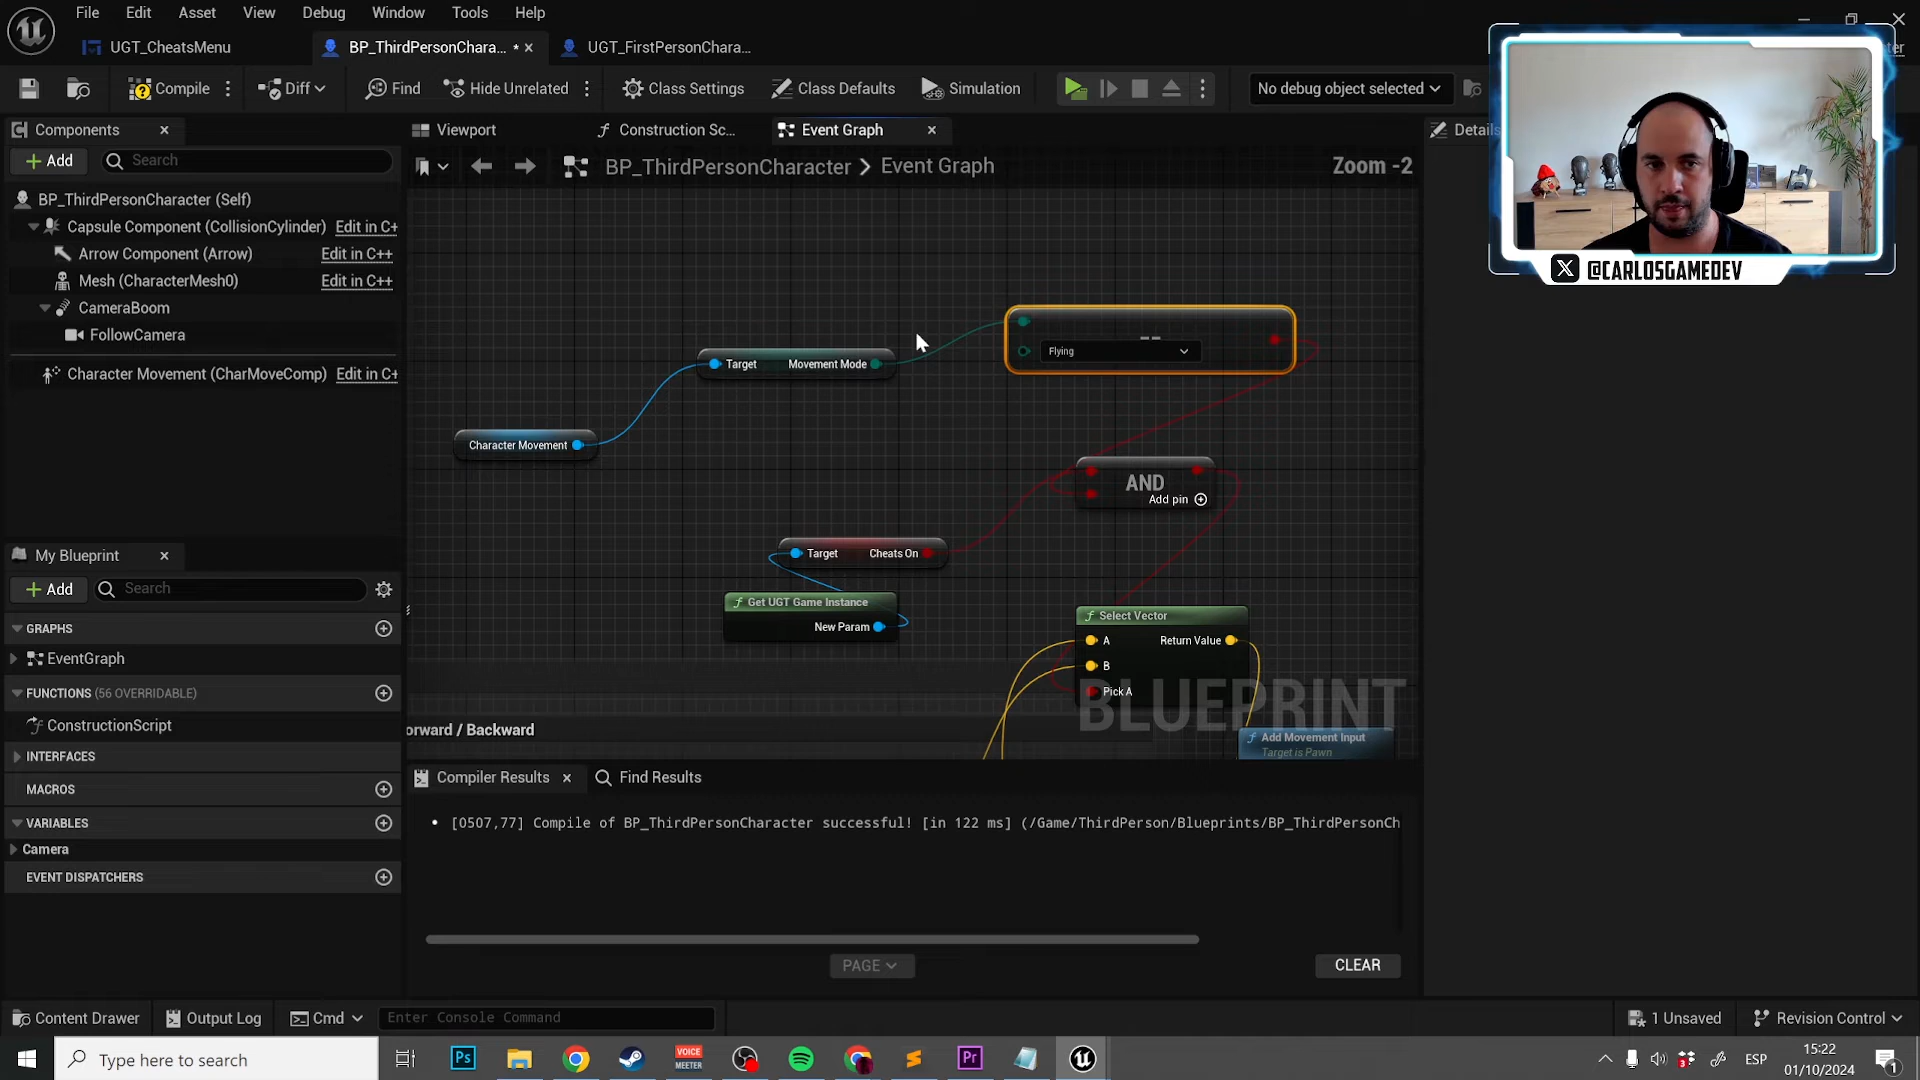 File Edit Asset View Debug Window Tools Help
UGT_CheatsMenu BP_ThirdPersonChara... * UGT_FirstPersonChara...
Compile Diff Find Hide Unrelated Class Settings Class Defaults Simulation No debug object selected
Components Viewport Construction Sc... Event Graph
Add Search BP_ThirdPersonCharacter > Event Graph Zoom -2
BP_ThirdPersonCharacter (Self)
Capsule Component (CollisionCylinder) Edit in C+
Arrow Component (Arrow) Edit in C++
Mesh (CharacterMesh0) Edit in C++
CameraBoom
FollowCamera
Character Movement (CharMoveComp) Edit in C+
@CARLOSGAMEDEV
==
Flying
Target Movement Mode
Character Movement
AND
Add pin
Target Cheats On
Get UGT Game Instance
New Param
Select Vector
A Return Value
B
Pick A
BLUEPRINT
orward / Backward
Add Movement Input
Target is Pawn
My Blueprint
Add Search
GRAPHS
EventGraph
FUNCTIONS (56 OVERRIDABLE)
ConstructionScript
INTERFACES
MACROS
VARIABLES
Camera
EVENT DISPATCHERS
Compiler Results Find Results
[0507,77] Compile of BP_ThirdPersonCharacter successful! [in 122 ms] (/Game/ThirdPerson/Blueprints/BP_ThirdPersonCh
PAGE CLEAR
Content Drawer Output Log Cmd Enter Console Command 1 Unsaved Revision Control
Type here to search Ps VOICE MEETER Pr ESP 15:22
01/10/2024